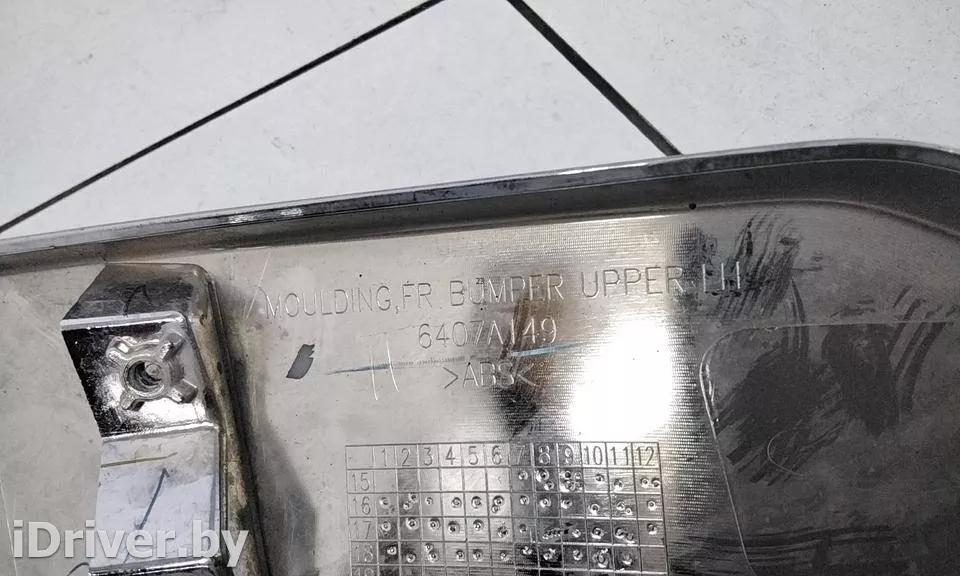 MOULDING,FR BUMPER UPPER LH
6407A149
>ABS<
1 2 3 4 5 6 7 8 9 10 11 12
15
16
17
18
19
iDriver.by